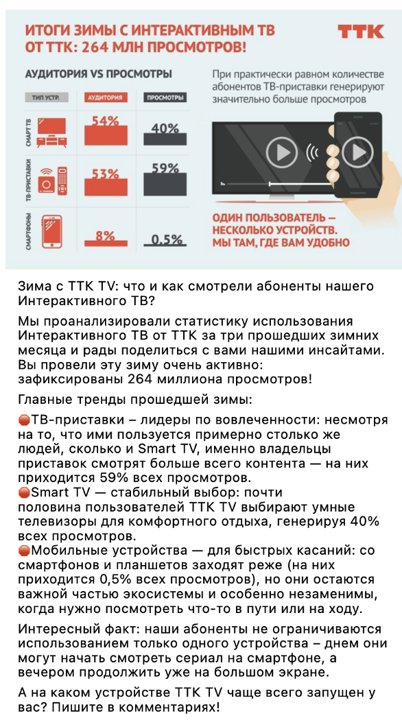 ИТОГИ ЗИМЫ С ИНТЕРАКТИВНЫМ ТВ
ОТ ТТК: 264 МЛН ПРОСМОТРОВ!
ТТК
АУДИТОРИЯ VS ПРОСМОТРЫ
ТИП УСТР.
АУДИТОРИЯ
ПРОСМОТРЫ
СМАРТ ТВ
54%
40%
ТВ-ПРИСТАВКИ
53%
59%
СМАРТФОНЫ
8%
0.5%
При практически равном количестве
абонентов ТВ-приставки генерируют
значительно больше просмотров
ОДИН ПОЛЬЗОВАТЕЛЬ –
НЕСКОЛЬКО УСТРОЙСТВ.
МЫ ТАМ, ГДЕ ВАМ УДОБНО
Зима с ТТК TV: что и как смотрели абоненты нашего
Интерактивного ТВ?
Мы проанализировали статистику использования
Интерактивного ТВ от ТТК за три прошедших зимних
месяца и рады поделиться с вами нашими инсайтами.
Вы провели эту зиму очень активно:
зафиксированы 264 миллиона просмотров!
Главные тренды прошедшей зимы:
🔴ТВ-приставки – лидеры по вовлеченности: несмотря
на то, что ими пользуется примерно столько же
людей, сколько и Smart TV, именно владельцы
приставок смотрят больше всего контента — на них
приходится 59% всех просмотров.
🔴Smart TV — стабильный выбор: почти
половина пользователей ТТК TV выбирают умные
телевизоры для комфортного отдыха, генерируя 40%
всех просмотров.
🔴Мобильные устройства — для быстрых касаний: со
смартфонов и планшетов заходят реже (на них
приходится 0,5% всех просмотров), но они остаются
важной частью экосистемы и особенно незаменимы,
когда нужно посмотреть что-то в пути или на ходу.
Интересный факт: наши абоненты не ограничиваются
использованием только одного устройства – днем они
могут начать смотреть сериал на смартфоне, а
вечером продолжить уже на большом экране.
А на каком устройстве ТТК TV чаще всего запущен у
вас? Пишите в комментариях!